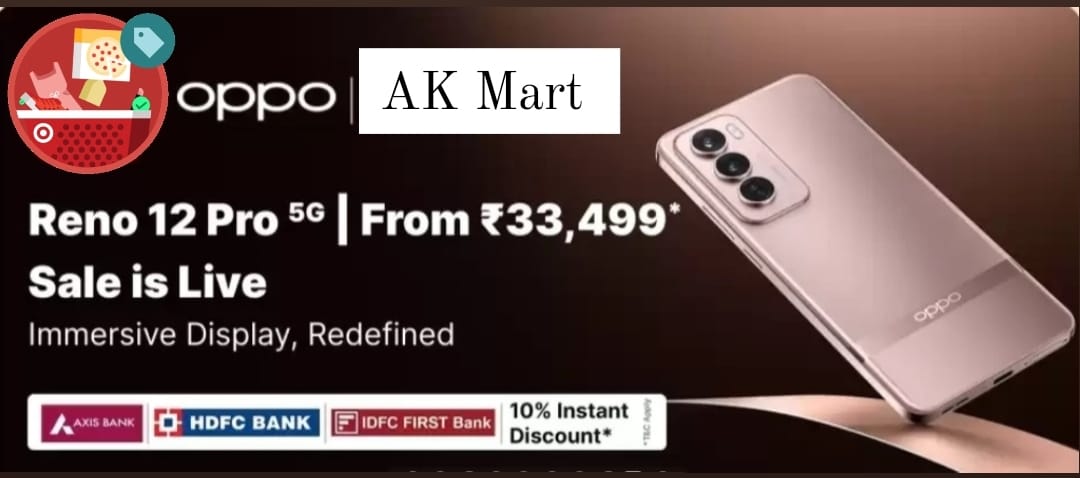 oppo | AK Mart
Reno 12 Pro 5G | From ₹33,499*
Sale is Live
Immersive Display, Redefined
AXIS BANK HDFC BANK IDFC FIRST Bank 10% Instant
Discount*
*T&C Apply
oppo